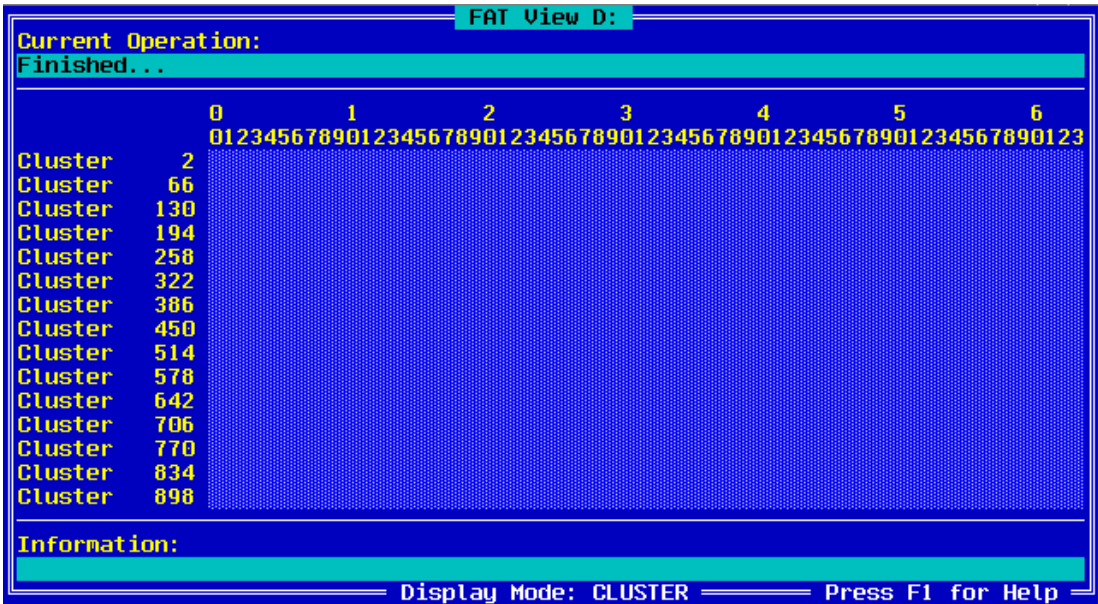 FAT View D:
Current Operation:
Finished...
0 1 2 3 4 5 6
0123456789012345678901234567890123456789012345678901234567890123
Cluster 2
Cluster 66
Cluster 130
Cluster 194
Cluster 258
Cluster 322
Cluster 386
Cluster 450
Cluster 514
Cluster 578
Cluster 642
Cluster 706
Cluster 770
Cluster 834
Cluster 898
Information:
Display Mode: CLUSTER Press F1 for Help